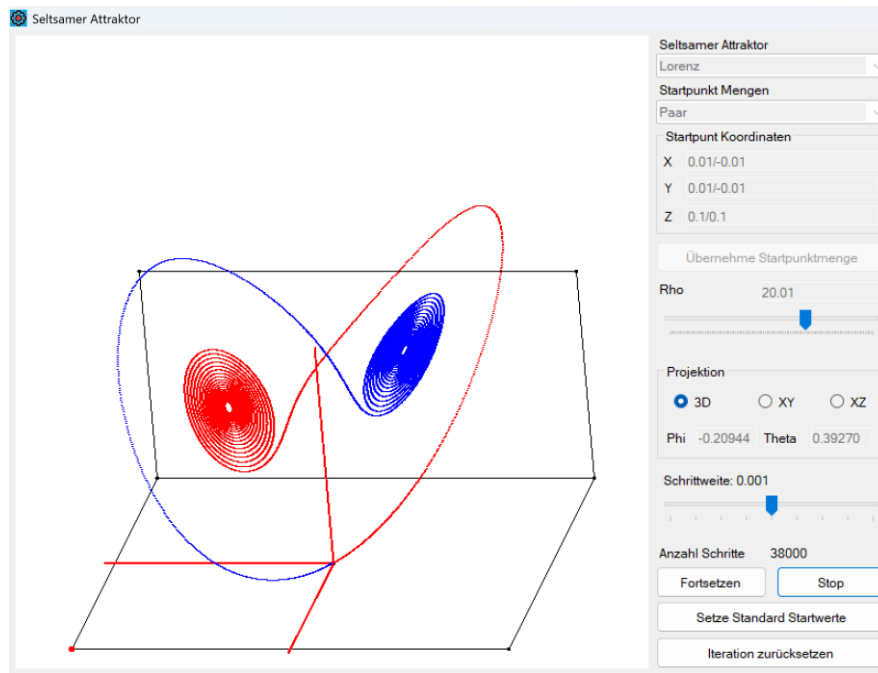 Seltsamer Attraktor
Seltsamer Attraktor
Lorenz
Startpunkt Mengen
Paar
Startpunt Koordinaten
X 0.01/-0.01
Y 0.01/-0.01
Z 0.1/0.1
Übernehme Startpunktmenge
Rho 20.01
Projektion
3D XY XZ
Phi -0.20944 Theta 0.39270
Schrittweite: 0.001
Anzahl Schritte 38000
Fortsetzen Stop
Setze Standard Startwerte
Iteration zurücksetzen